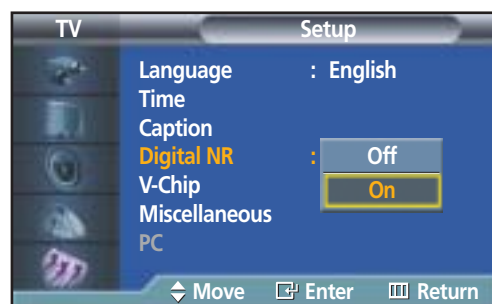 TV Setup
Language : English
Time
Caption
Digital NR : Off
On
V-Chip
Miscellaneous
PC
Move Enter Return